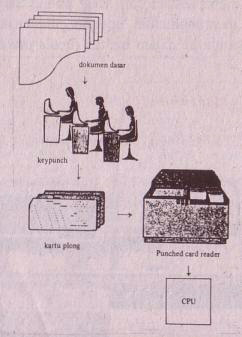 dokumen dasar
keypunch
kartu plong
Punched card reader
CPU